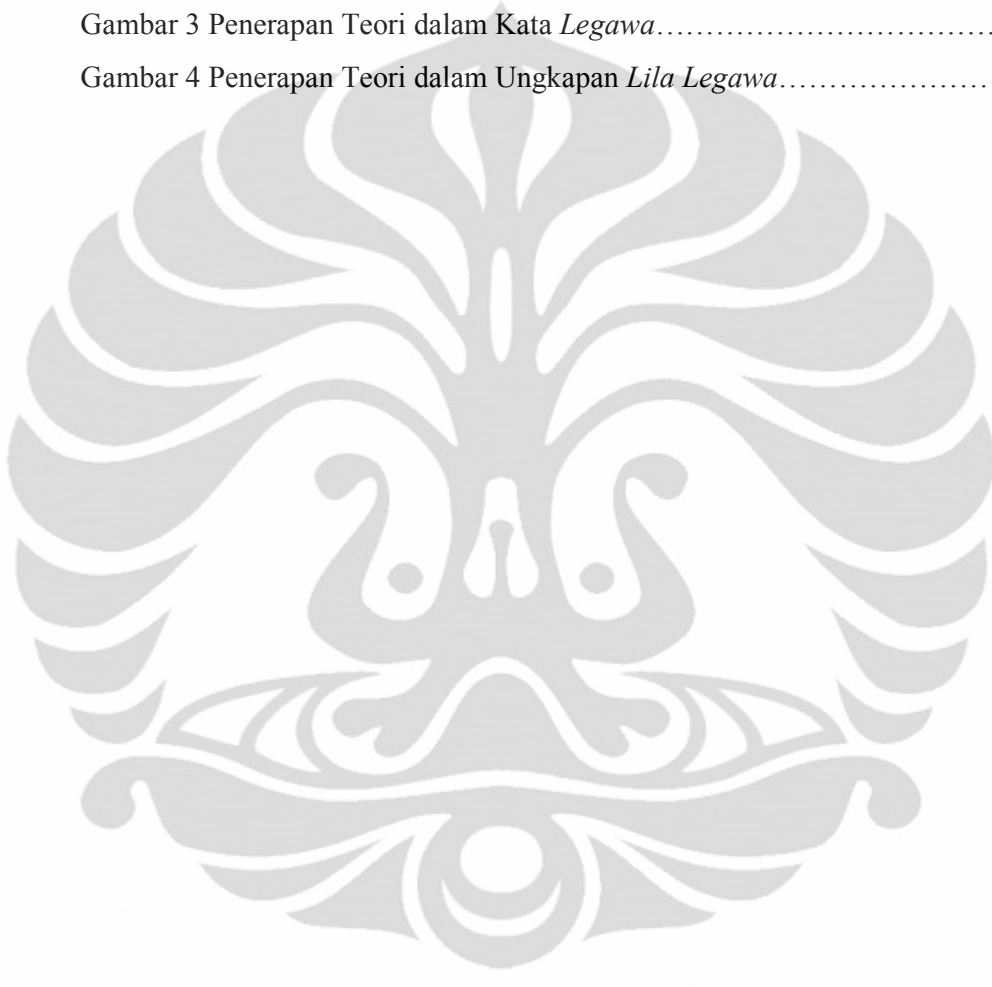 Gambar 3 Penerapan Teori dalam Kata Legawa……………………………
Gambar 4 Penerapan Teori dalam Ungkapan Lila Legawa…………………